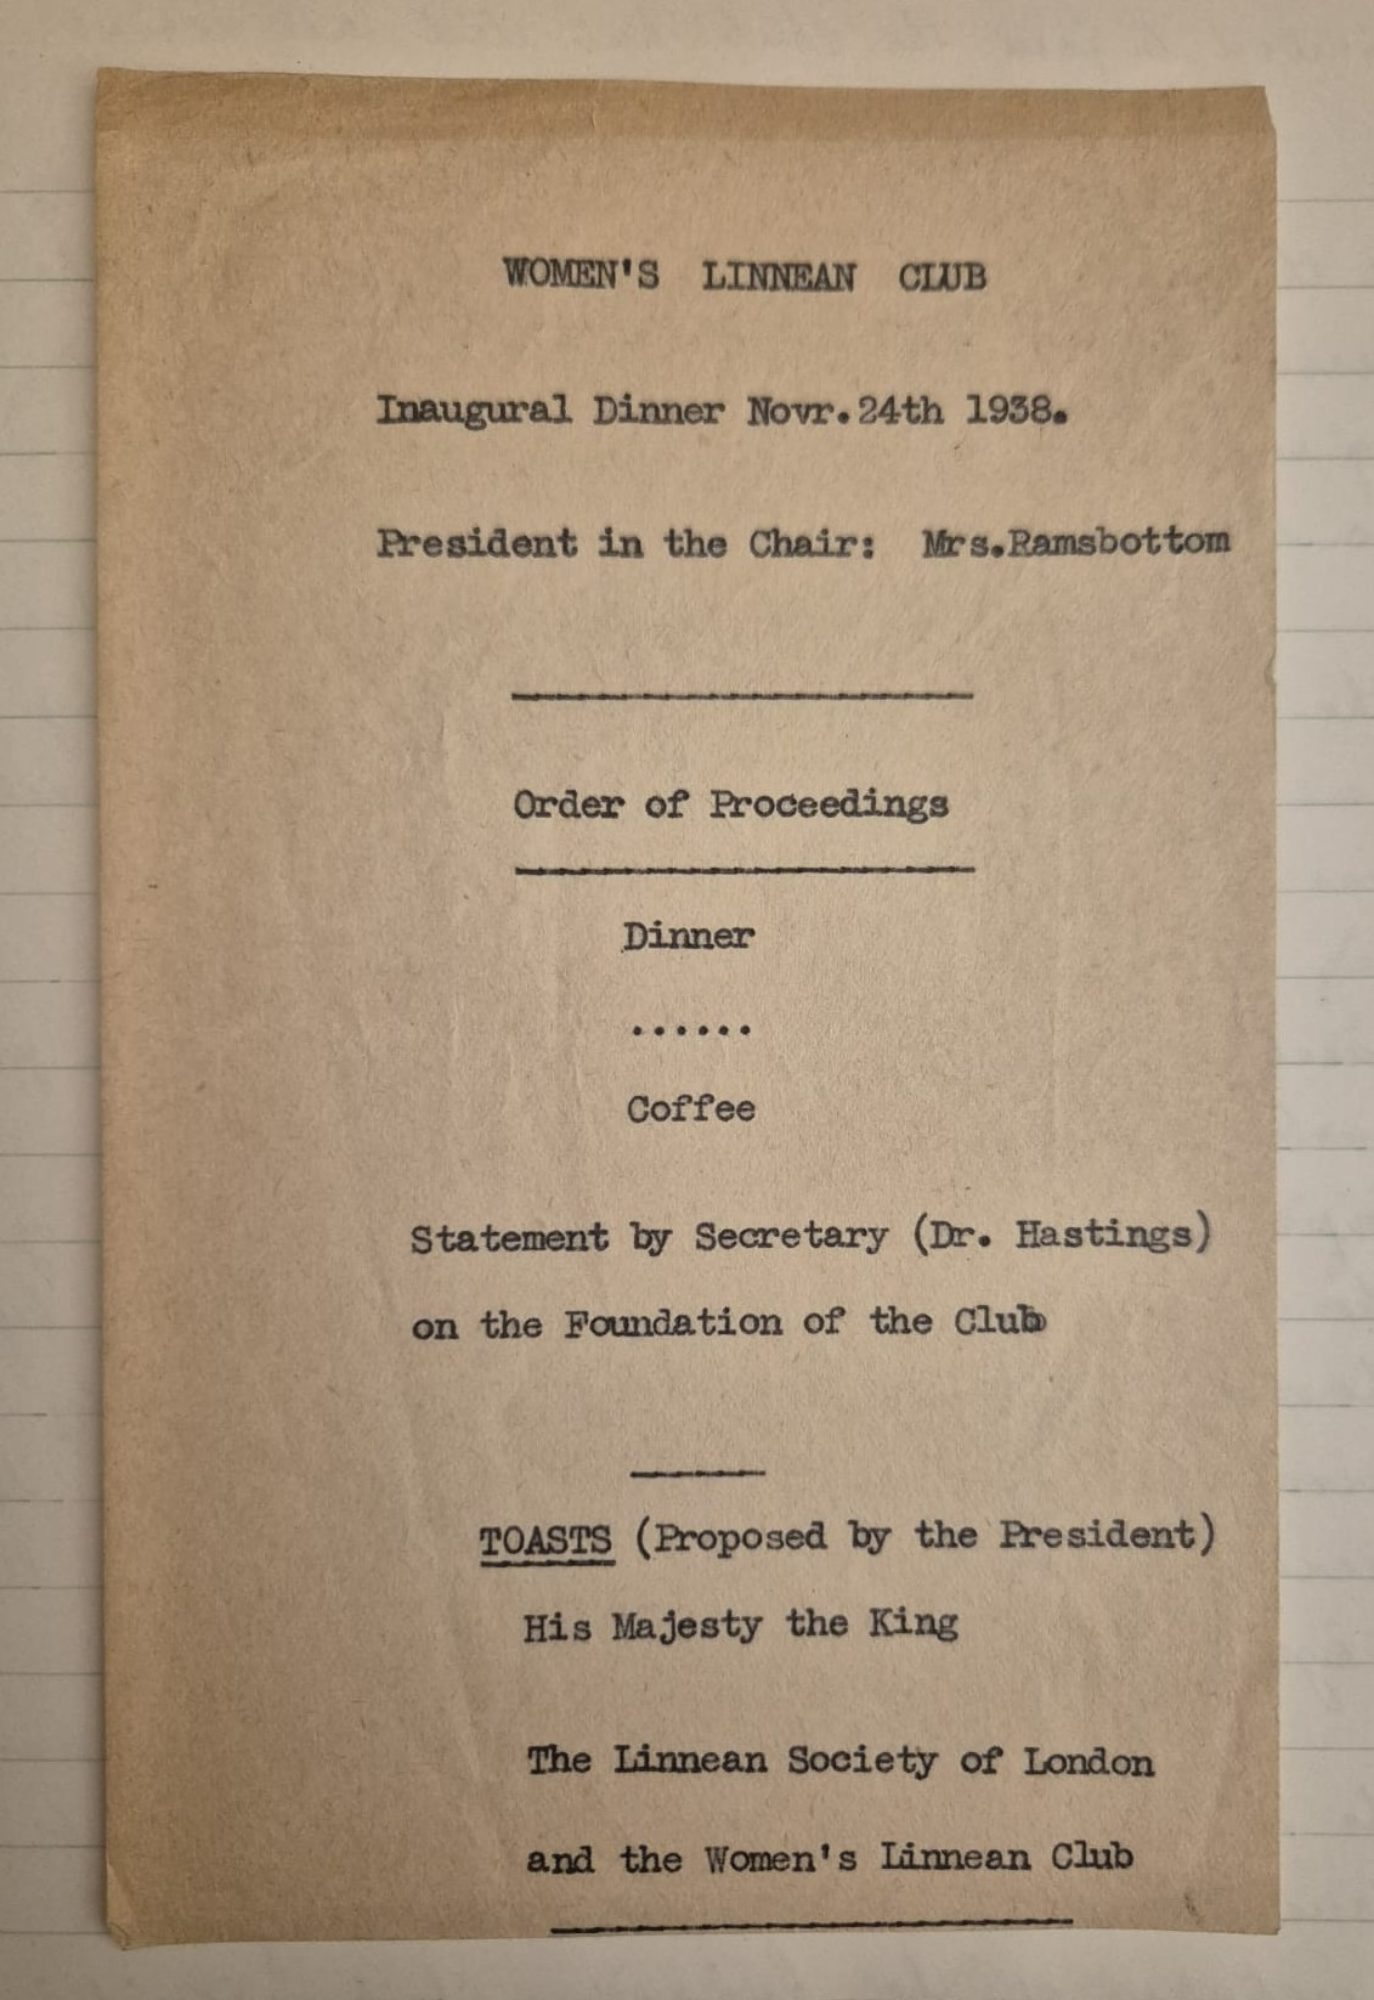 WOMEN'S LINNEAN CLUB
Inaugural Dinner Novr.24th 1938.
President in the Chair: Mrs.Ramsbottom
Order of Proceedings
Dinner
......
Coffee
Statement by Secretary (Dr. Hastings)
on the Foundation of the Club
TOASTS (Proposed by the President)
His Majesty the King
The Linnean Society of London
and the Women's Linnean Club